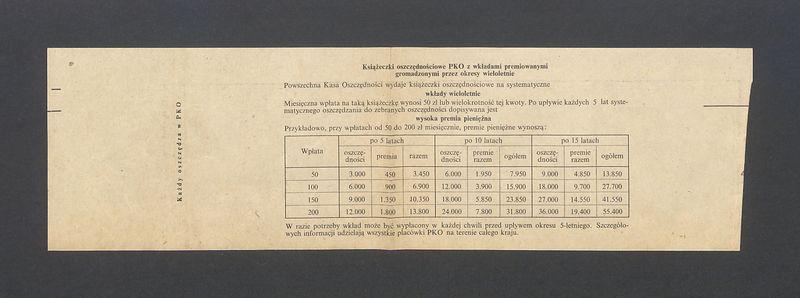 Książeczki oszczędnościowe PKO z wkładami premiowanymi
gromadzonymi przez okresy wieloletnie
Powszechna Kasa Oszczędności wydaje książeczki oszczędnościowe na systematyczne
wkłady wieloletnie
Miesięczna wpłata na taką książeczkę wynosi 50 zł lub wielokrotność tej kwoty. Po upływie każdych 5 lat syste-
matycznego oszczędzania do zebranych oszczędności dopisywana jest
wysoka premia pieniężna
Przykładowo, przy wpłatach od 50 do 200 zł miesięcznie, premie pieniężne wynoszą:
Wpłata po 5 latach po 10 latach po 15 latach
oszczę-dności premia razem oszczę-dności premie razem ogółem oszczę-dności premie razem ogółem
50 3.000 450 3.450 6.000 1.950 7.950 9.000 4.850 13.850
100 6.000 900 6.900 12.000 3.900 15.900 18.000 9.700 27.700
150 9.000 1.350 10.350 18.000 5.850 23.850 27.000 14.550 41.550
200 12.000 1.800 13.800 24.000 7.800 31.800 36.000 19.400 55.400
W razie potrzeby wkład może być wypłacony w każdej chwili przed upływem okresu 5-letniego. Szczegóło-
wych informacji udzielają wszystkie placówki PKO na terenie całego kraju.
Każdy oszczędza w PKO